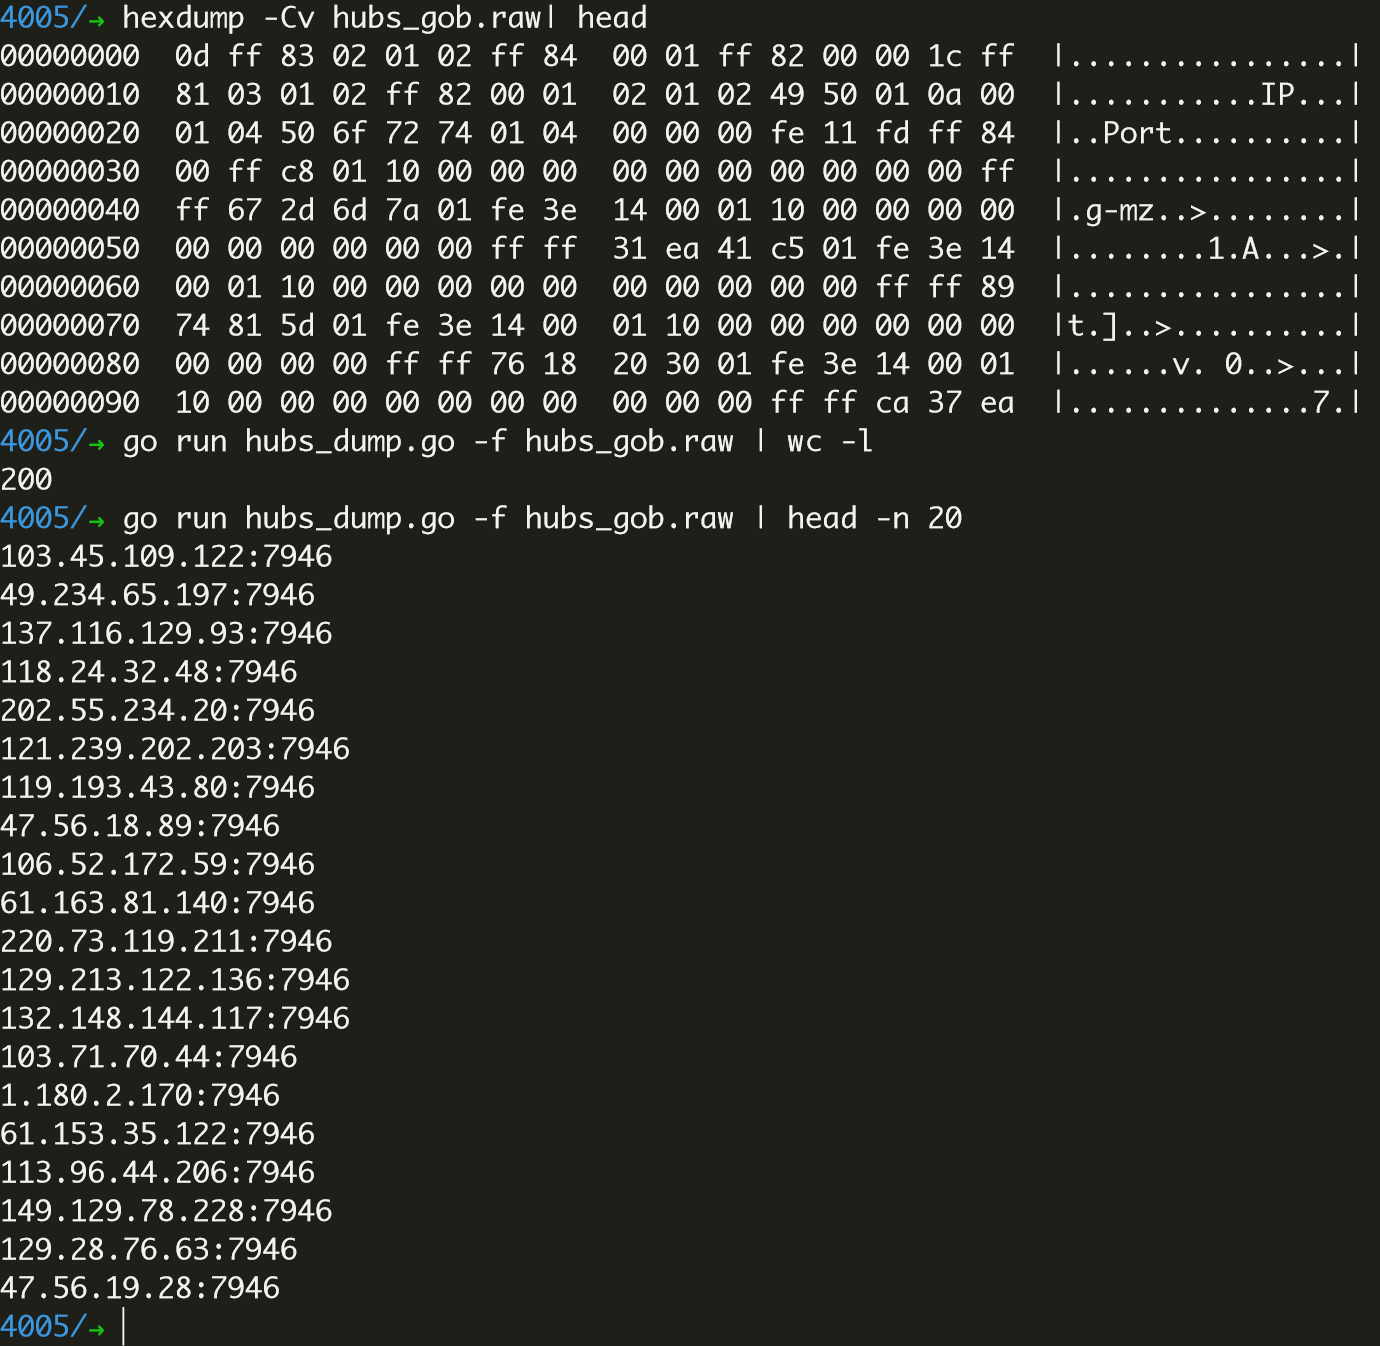 4005/→ hexdump -Cv hubs_gob.raw| head
00000000  0d ff 83 02 01 02 ff 84  00 01 ff 82 00 00 1c ff  |................|
00000010  81 03 01 02 ff 82 00 01  02 01 02 49 50 01 0a 00  |...........IP...|
00000020  01 04 50 6f 72 74 01 04  00 00 00 fe 11 fd ff 84  |..Port..........|
00000030  00 ff c8 01 10 00 00 00  00 00 00 00 00 00 00 ff  |................|
00000040  ff 67 2d 6d 7a 01 fe 3e  14 00 01 10 00 00 00 00  |.g-mz..>........|
00000050  00 00 00 00 00 00 ff ff  31 ea 41 c5 01 fe 3e 14  |........1.A...>.|
00000060  00 01 10 00 00 00 00 00  00 00 00 00 00 ff ff 89  |................|
00000070  74 81 5d 01 fe 3e 14 00  01 10 00 00 00 00 00 00  |t.]..>..........|
00000080  00 00 00 00 ff ff 76 18  20 30 01 fe 3e 14 00 01  |......v. 0..>...|
00000090  10 00 00 00 00 00 00 00  00 00 00 ff ff ca 37 ea  |..............7.|
4005/→ go run hubs_dump.go -f hubs_gob.raw | wc -l
200
4005/→ go run hubs_dump.go -f hubs_gob.raw | head -n 20
103.45.109.122:7946
49.234.65.197:7946
137.116.129.93:7946
118.24.32.48:7946
202.55.234.20:7946
121.239.202.203:7946
119.193.43.80:7946
47.56.18.89:7946
106.52.172.59:7946
61.163.81.140:7946
220.73.119.211:7946
129.213.122.136:7946
132.148.144.117:7946
103.71.70.44:7946
1.180.2.170:7946
61.153.35.122:7946
113.96.44.206:7946
149.129.78.228:7946
129.28.76.63:7946
47.56.19.28:7946
4005/→